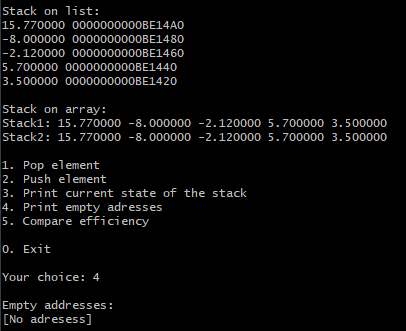 Stack on list:
15.770000 0000000000BE14A0
-8.000000 0000000000BE1480
-2.120000 0000000000BE1460
5.700000 0000000000BE1440
3.500000 0000000000BE1420
Stack on array:
Stack1: 15.770000 -8.000000 -2.120000 5.700000 3.500000
Stack2: 15.770000 -8.000000 -2.120000 5.700000 3.500000
1. Pop element
2. Push element
3. Print current state of the stack
4. Print empty adresses
5. Compare efficiency
0. Exit
Your choice: 4
Empty addresses:
[No adresess]